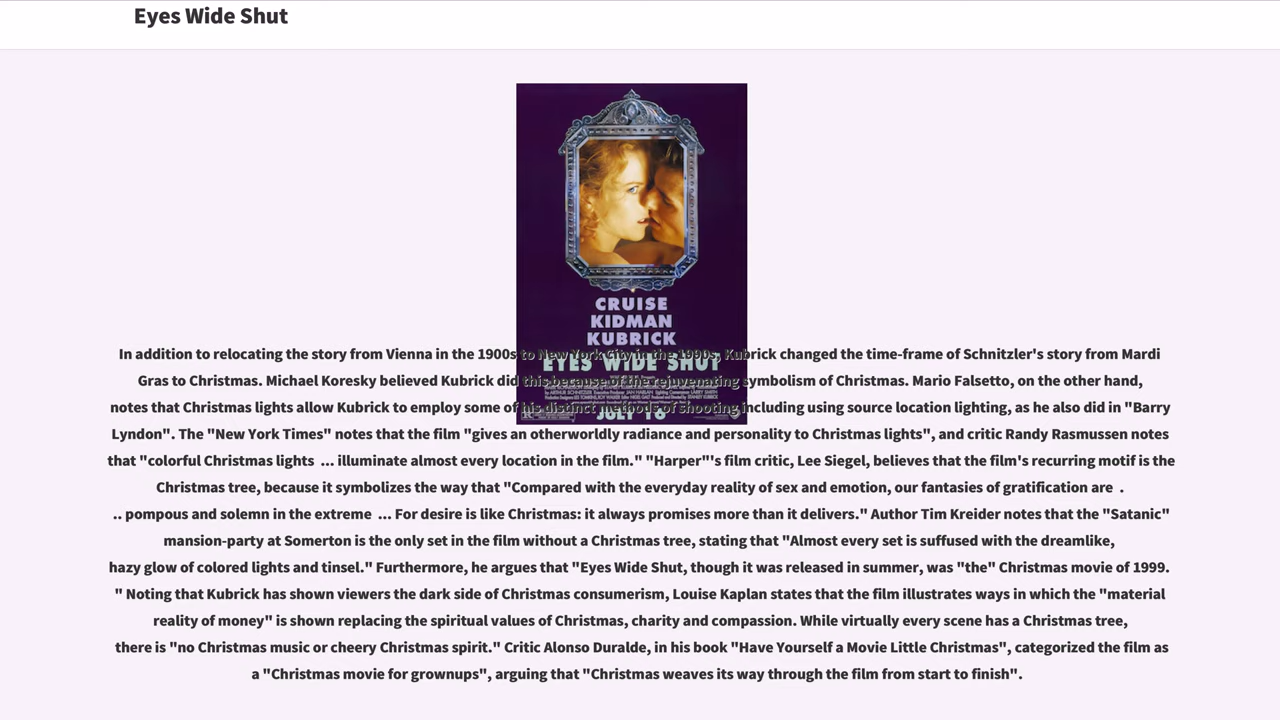 Eyes Wide Shut
CRUISE
KIDMAN
KUBRICK
EYES WIDE SHUT
JULY 16
In addition to relocating the story from Vienna in the 1900s to New York City in the 1990s, Kubrick changed the time-frame of Schnitzler's story from Mardi
Gras to Christmas. Michael Koresky believed Kubrick did this because of the rejuvenating symbolism of Christmas. Mario Falsetto, on the other hand,
notes that Christmas lights allow Kubrick to employ some of his distinct methods of shooting including using source location lighting, as he also did in "Barry
Lyndon". The "New York Times" notes that the film "gives an otherworldly radiance and personality to Christmas lights", and critic Randy Rasmussen notes
that "colorful Christmas lights ... illuminate almost every location in the film." "Harper"'s film critic, Lee Siegel, believes that the film's recurring motif is the
Christmas tree, because it symbolizes the way that "Compared with the everyday reality of sex and emotion, our fantasies of gratification are .
.. pompous and solemn in the extreme ... For desire is like Christmas: it always promises more than it delivers." Author Tim Kreider notes that the "Satanic"
mansion-party at Somerton is the only set in the film without a Christmas tree, stating that "Almost every set is suffused with the dreamlike,
hazy glow of colored lights and tinsel." Furthermore, he argues that "Eyes Wide Shut, though it was released in summer, was "the" Christmas movie of 1999.
" Noting that Kubrick has shown viewers the dark side of Christmas consumerism, Louise Kaplan states that the film illustrates ways in which the "material
reality of money" is shown replacing the spiritual values of Christmas, charity and compassion. While virtually every scene has a Christmas tree,
there is "no Christmas music or cheery Christmas spirit." Critic Alonso Duralde, in his book "Have Yourself a Movie Little Christmas", categorized the film as
a "Christmas movie for grownups", arguing that "Christmas weaves its way through the film from start to finish".